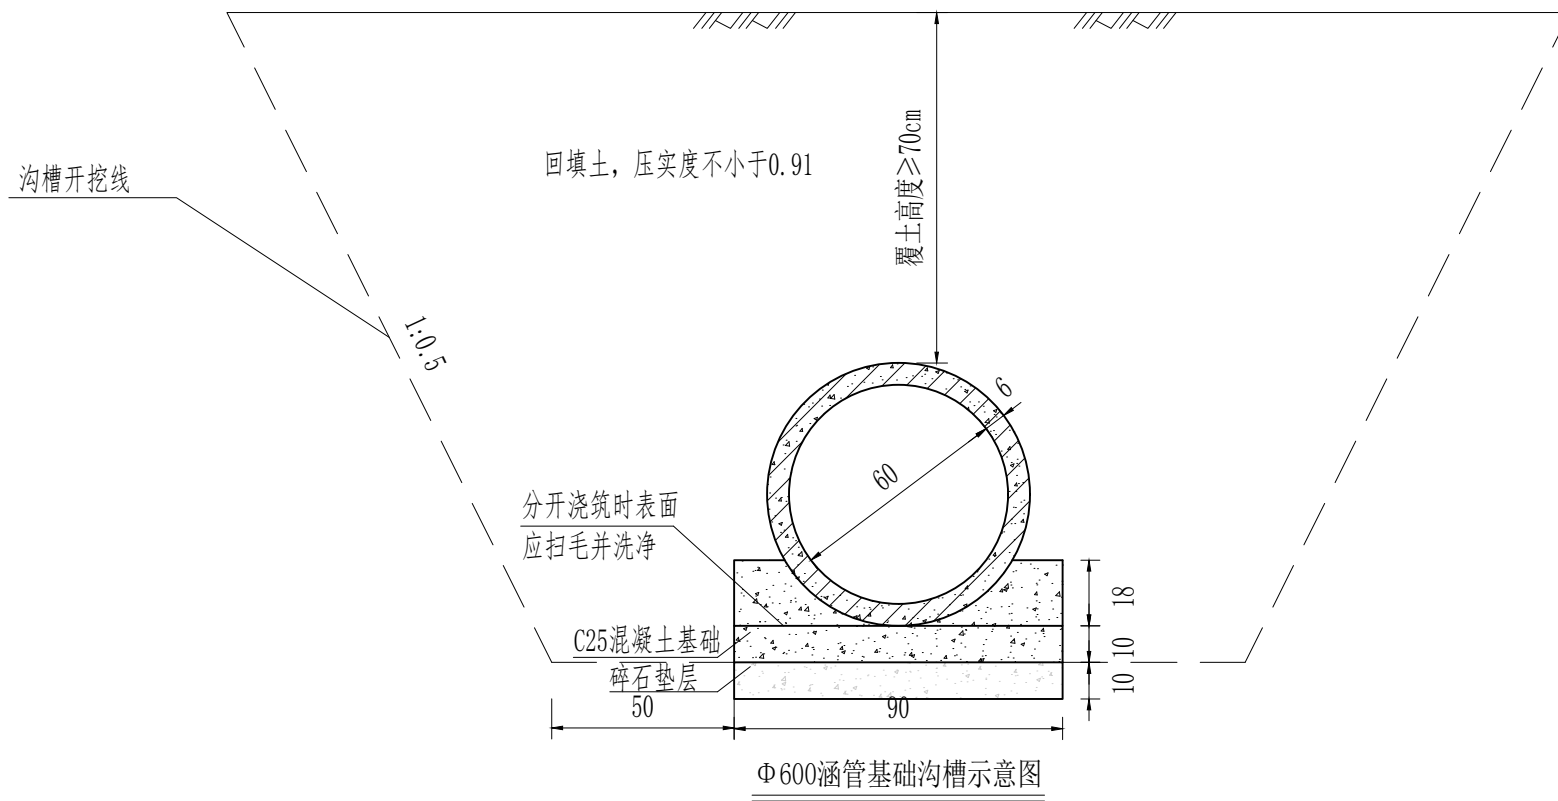 沟槽开挖线
回填土，压实度不小于0.91
覆土高度≥70cm
1:0.5
6
60
分开浇筑时表面
应扫毛并洗净
18
C25混凝土基础
10
碎石垫层
10
50
90
Φ600涵管基础沟槽示意图